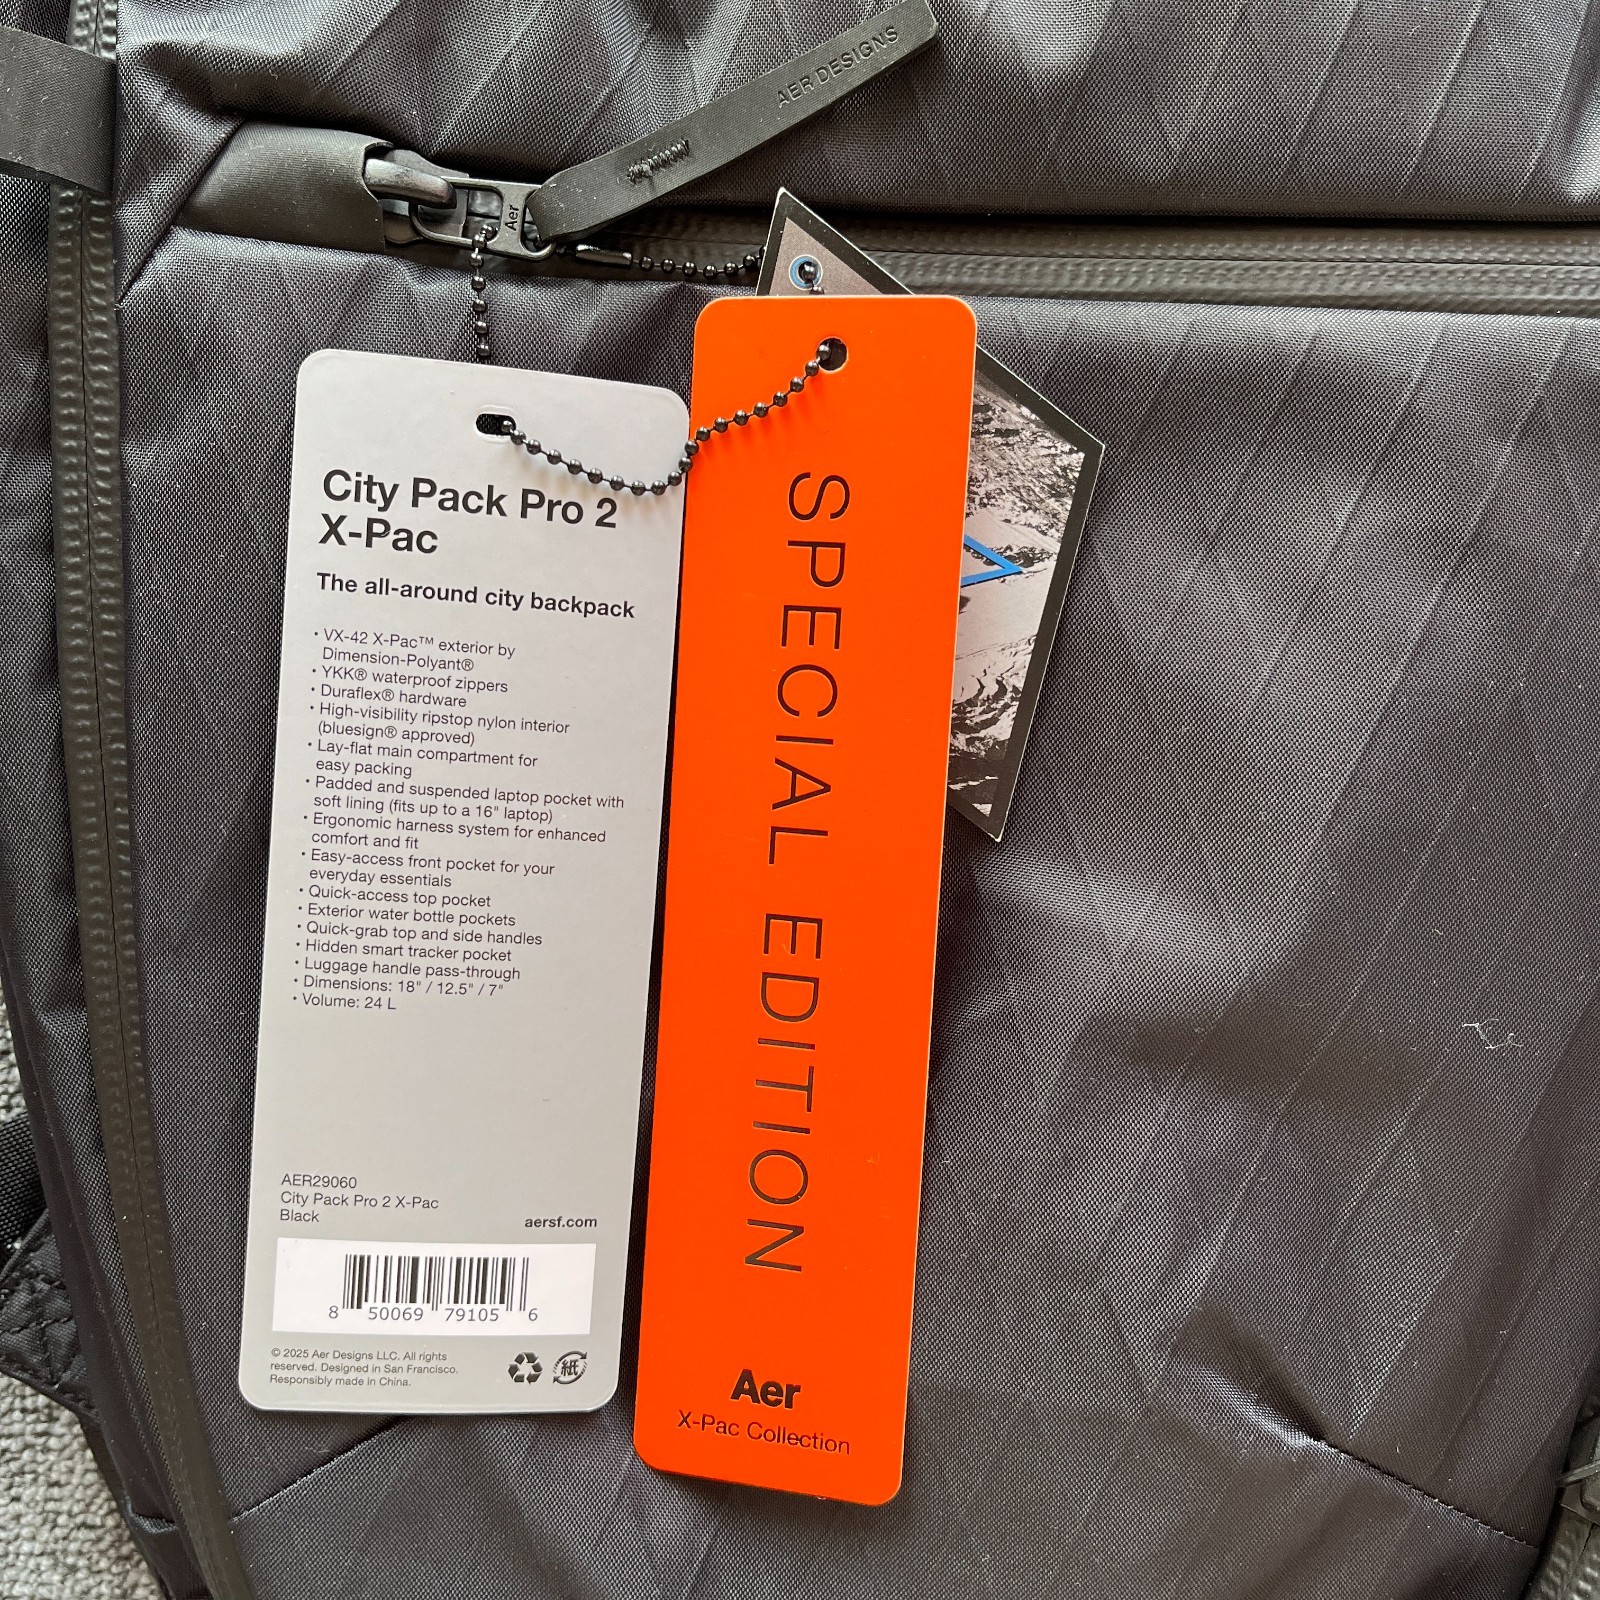 AER DESIGNS
Aer
City Pack Pro 2
X-Pac
The all-around city backpack
• VX-42 X-Pac™ exterior by
Dimension-Polyant®
• YKK® waterproof zippers
• Duraflex® hardware
• High-visibility ripstop nylon interior
(bluesign® approved)
• Lay-flat main compartment for
easy packing
• Padded and suspended laptop pocket with
soft lining (fits up to a 16" laptop)
• Ergonomic harness system for enhanced
comfort and fit
• Easy-access front pocket for your
everyday essentials
• Quick-access top pocket
• Exterior water bottle pockets
• Quick-grab top and side handles
• Hidden smart tracker pocket
• Luggage handle pass-through
• Dimensions: 18" / 12.5" / 7"
• Volume: 24 L
AER29060
City Pack Pro 2 X-Pac
Black
aersf.com
8 50069 79105 6
© 2025 Aer Designs LLC. All rights
reserved. Designed in San Francisco.
Responsibly made in China.
紙
SPECIAL EDITION
Aer
X-Pac Collection